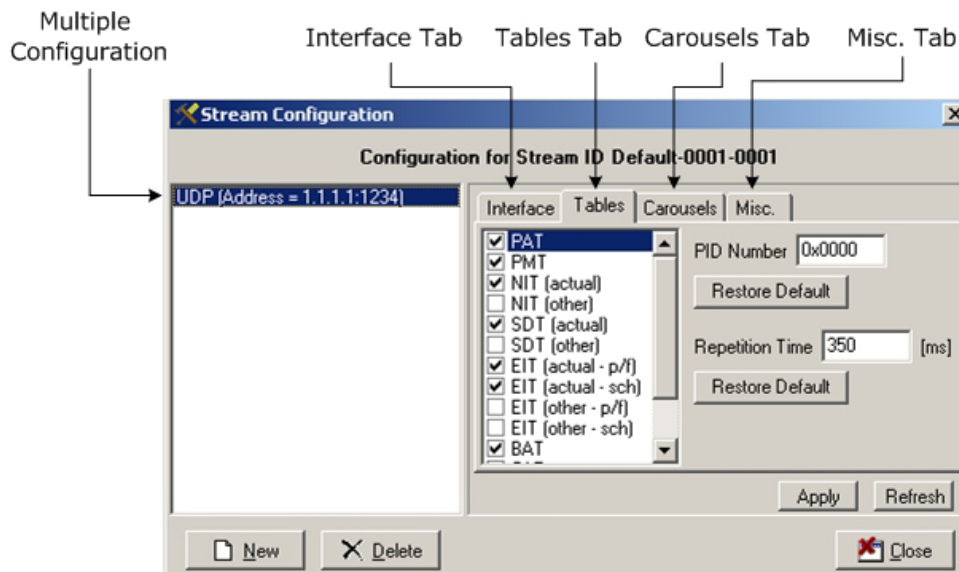 Multiple
Configuration
Interface Tab
Tables Tab
Carousels Tab
Misc. Tab
Stream Configuration
Configuration for Stream ID Default-0001-0001
UDP (Address = 1.1.1.1:1234)
Interface
Tables
Carousels
Misc.
PAT
PMT
NIT (actual)
NIT (other)
SDT (actual)
SDT (other)
EIT (actual - p/f)
EIT (actual - sch)
EIT (other - p/f)
EIT (other - sch)
BAT
PID Number 0x0000
Restore Default
Repetition Time 350 [ms]
Restore Default
Apply
Refresh
New
Delete
Close